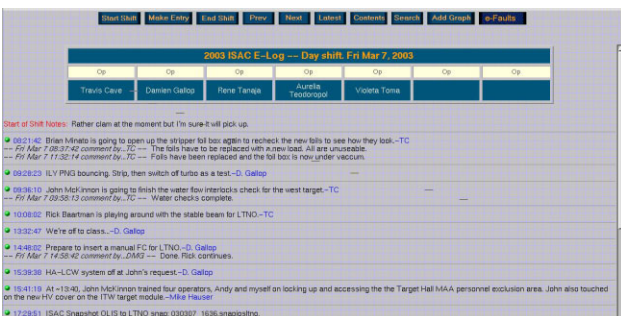 Start Shift Make Entry End Shift Prev Next Latest Contents Search Add Graph e-Faults
2003 ISAC E-Log -- Day shift. Fri Mar 7, 2003
Op Op Op Op Op Op Op
Travis Cave Damien Gallop Rene Tanaja Aurelia Teodoropol Violeta Toma
Start of Shift Notes: Rather clam at the moment but I'm sure it will pick up.
08:21:42 Brian Minato is going to open up the stripper foil box again to recheck the new foils to see how they look.-TC
-- Fri Mar 7 08:37:42 comment by...TC -- The foils have to be replaced with a new load. All are unuseable.
-- Fri Mar 7 11:32:14 comment by...TC -- Foils have been replaced and the foil box is now under vaccum.
09:28:23 ILY PNG bouncing. Strip, then switch off turbo as a test.-D. Gallop
09:36:10 John McKinnon is going to finish the water flow interlocks check for the west target.-TC
-- Fri Mar 7 09:58:13 comment by...TC -- Water checks complete.
10:08:02 Rick Baartman is playing around with the stable beam for LTNO.-TC
13:32:47 We're off to class...-D. Gallop
14:48:02 Prepare to insert a manual FC for LTNO.-D. Gallop
-- Fri Mar 7 14:58:42 comment by...DMG -- Done. Rick continues.
15:39:38 HA-LCW system off at John's request.-D. Gallop
15:41:19 At ~13:40, John McKinnon trained four operators, Andy and myself on locking up and accessing the the Target Hall MAA personnel exclusion area. John also touched
on the new HV cover on the ITW target module.-Mike Hauser
17:29:51 ISAC Snapshot OLIS to LTNO snap: 030307_1636.snapiosltno.